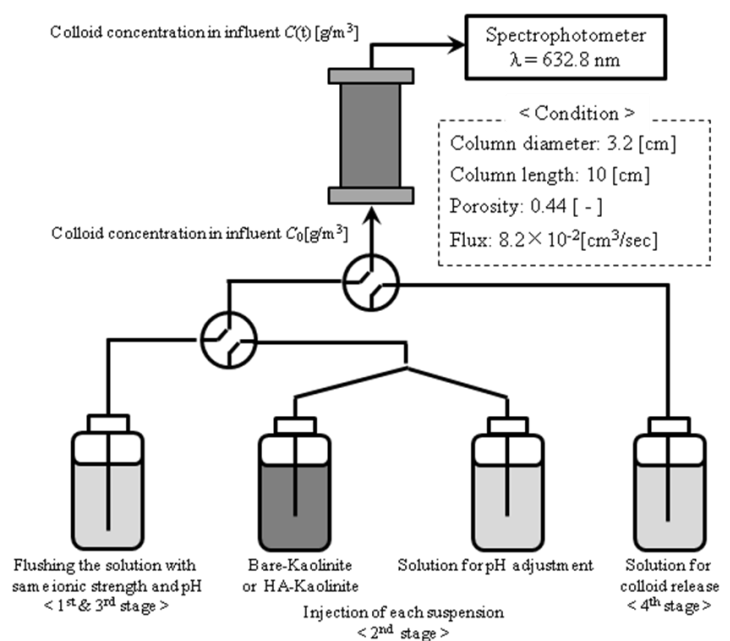 Colloid concentration in influent C(t) [g/m³]
Spectrophotometer
λ = 632.8 nm
< Condition >
Column diameter: 3.2 [cm]
Column length: 10 [cm]
Porosity: 0.44 [ - ]
Flux: 8.2× 10⁻²[cm³/sec]
Colloid concentration in influent C₀[g/m³]
Flushing the solution with
same ionic strength and pH
< 1st & 3rd stage >
Bare-Kaolinite
or HA-Kaolinite
Solution for pH adjustment
Injection of each suspension
< 2nd stage >
Solution for
colloid release
< 4th stage >